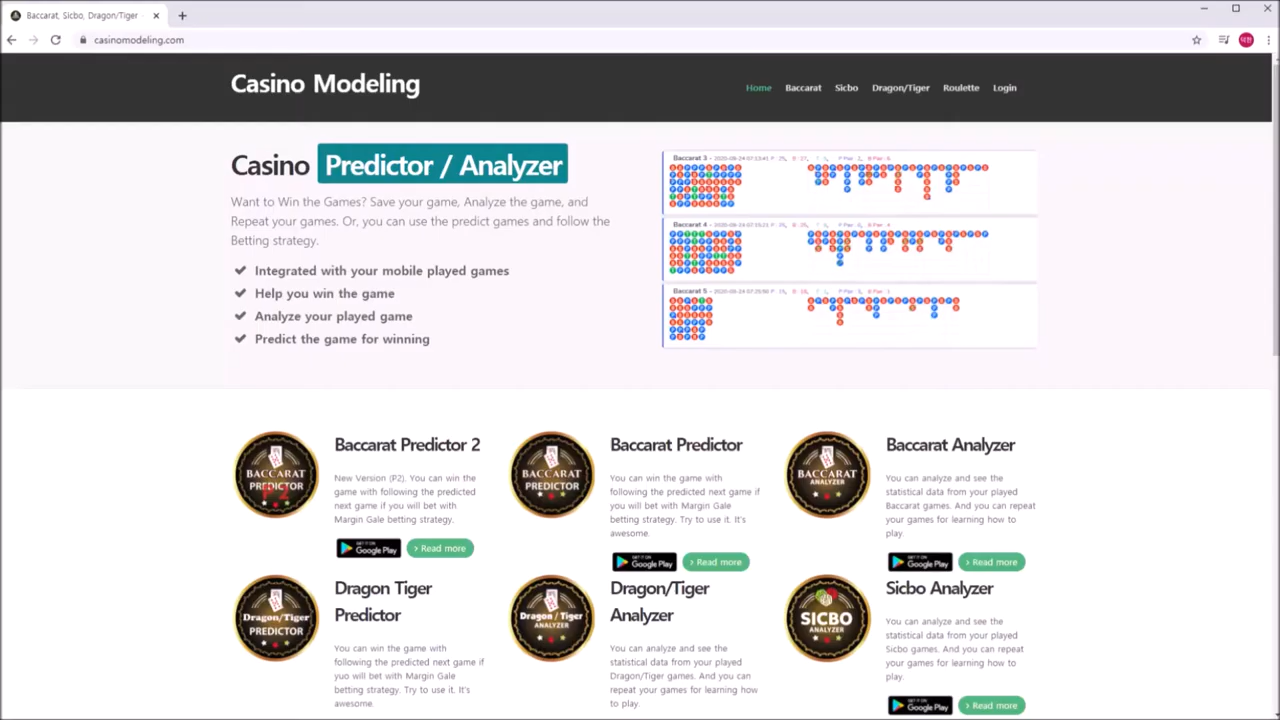 Baccarat, Sicbo, Dragon/Tiger
casinomodeling.com
Casino Modeling
Home Baccarat Sicbo Dragon/Tiger Roulette Login
Casino Predictor / Analyzer
Want to Win the Games? Save your game, Analyze the game, and
Repeat your games. Or, you can use the predict games and follow the
Betting strategy.
Integrated with your mobile played games
Help you win the game
Analyze your played game
Predict the game for winning
Baccarat 3
Baccarat 4
Baccarat 5
BACCARAT
PREDICTOR
Baccarat Predictor 2
New Version (P2). You can win the
game with following the predicted
next game if you will bet with
Margin Gale betting strategy.
GET IT ON
Google Play
› Read more
BACCARAT
PREDICTOR
Baccarat Predictor
You can win the game with
following the predicted next game if
you will bet with Margin Gale
betting strategy. Try to use it. It's
awesome.
GET IT ON
Google Play
› Read more
BACCARAT
ANALYZER
Baccarat Analyzer
You can analyze and see the
statistical data from your played
Baccarat games. And you can repeat
your games for learning how to
play.
GET IT ON
Google Play
› Read more
Dragon/Tiger
PREDICTOR
Dragon Tiger
Predictor
You can win the game with
following the predicted next game if
yuo will bet with Margin Gale
betting strategy. Try to use it. It's
awesome.
Dragon / Tiger
ANALYZER
Dragon/Tiger
Analyzer
You can analyze and see the
statistical data from your played
Dragon/Tiger games. And you can
repeat your games for learning how
to play.
SICBO
ANALYZER
Sicbo Analyzer
You can analyze and see the
statistical data from your played
Sicbo games. And you can repeat
your games for learning how to
play.
GET IT ON
Google Play
› Read more